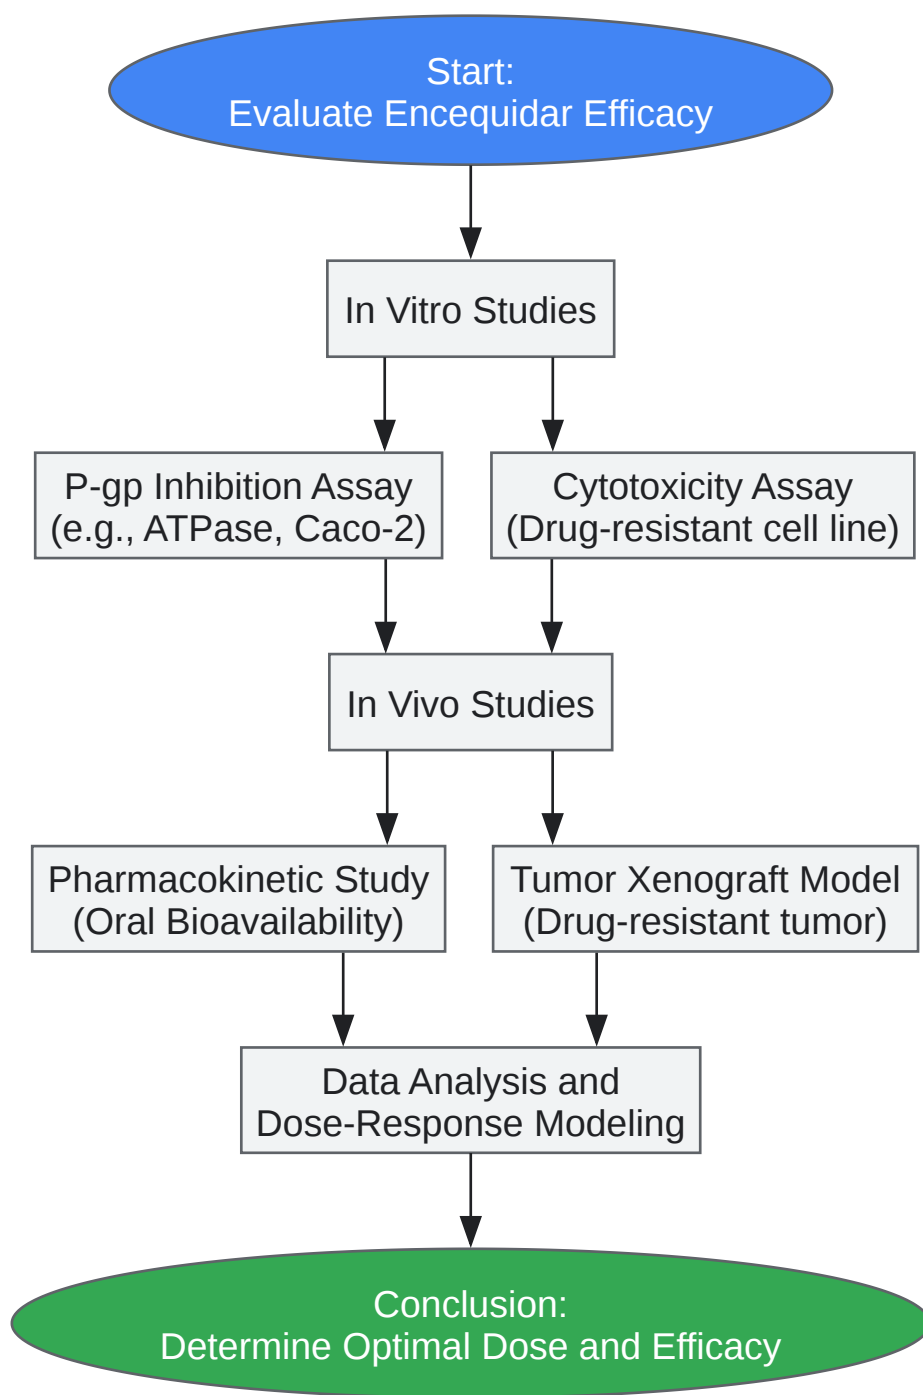 Start:
Evaluate Encequidar Efficacy
In Vitro Studies
P-gp Inhibition Assay
(e.g., ATPase, Caco-2)
Cytotoxicity Assay
(Drug-resistant cell line)
In Vivo Studies
Pharmacokinetic Study
(Oral Bioavailability)
Tumor Xenograft Model
(Drug-resistant tumor)
Data Analysis and
Dose-Response Modeling
Conclusion:
Determine Optimal Dose and Efficacy